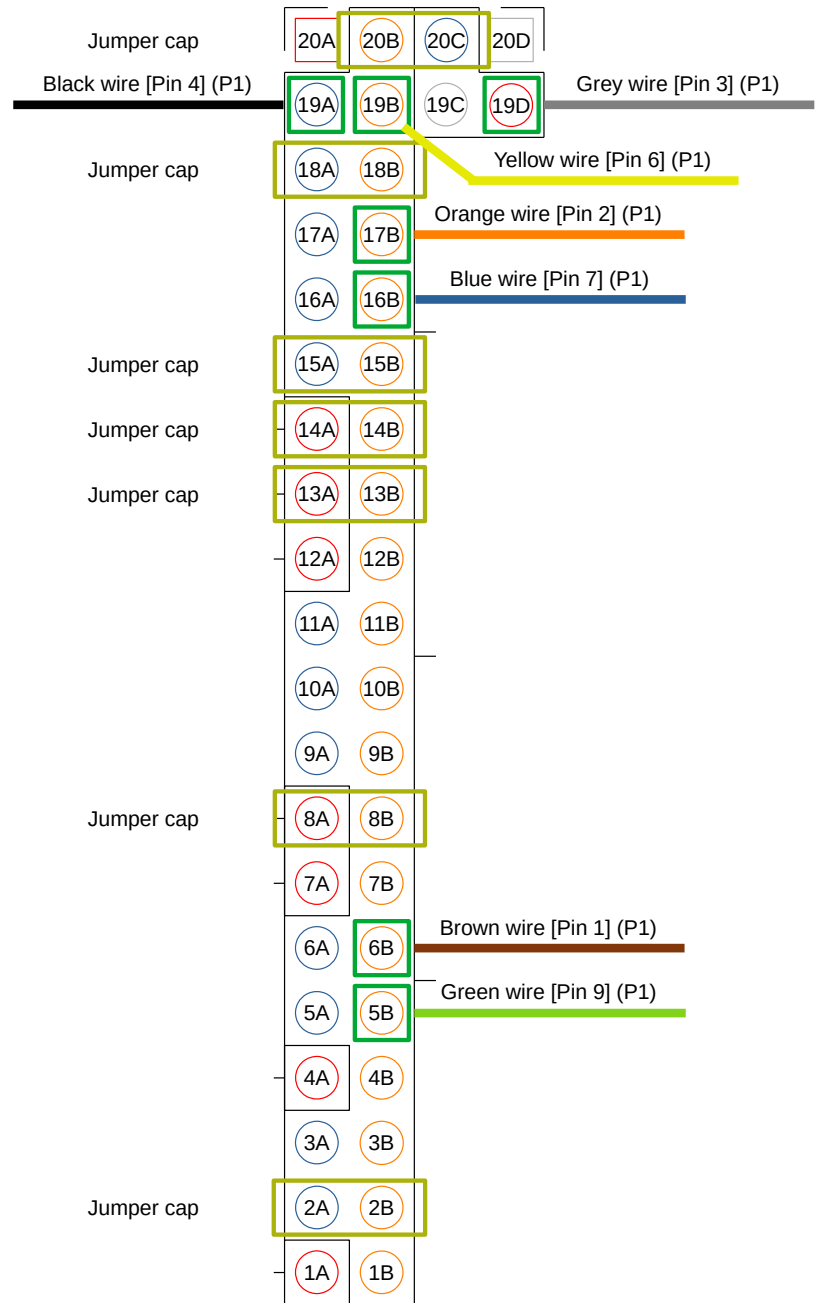 Jumper cap 20A 20B 20C 20D
Black wire [Pin 4] (P1) 19A 19B 19C 19D Grey wire [Pin 3] (P1)
Jumper cap 18A 18B Yellow wire [Pin 6] (P1)
17A 17B Orange wire [Pin 2] (P1)
16A 16B Blue wire [Pin 7] (P1)
Jumper cap 15A 15B
Jumper cap 14A 14B
Jumper cap 13A 13B
12A 12B
11A 11B
10A 10B
9A 9B
Jumper cap 8A 8B
7A 7B
6A 6B Brown wire [Pin 1] (P1)
5A 5B Green wire [Pin 9] (P1)
4A 4B
3A 3B
Jumper cap 2A 2B
1A 1B